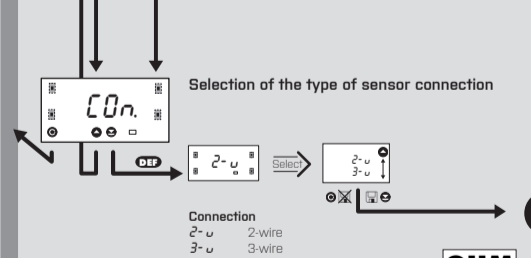 Selection of the type of sensor connection
C0n.
DEF
2- u
Select
2- u
3- u
Connection
2- u 2-wire
3- u 3-wire